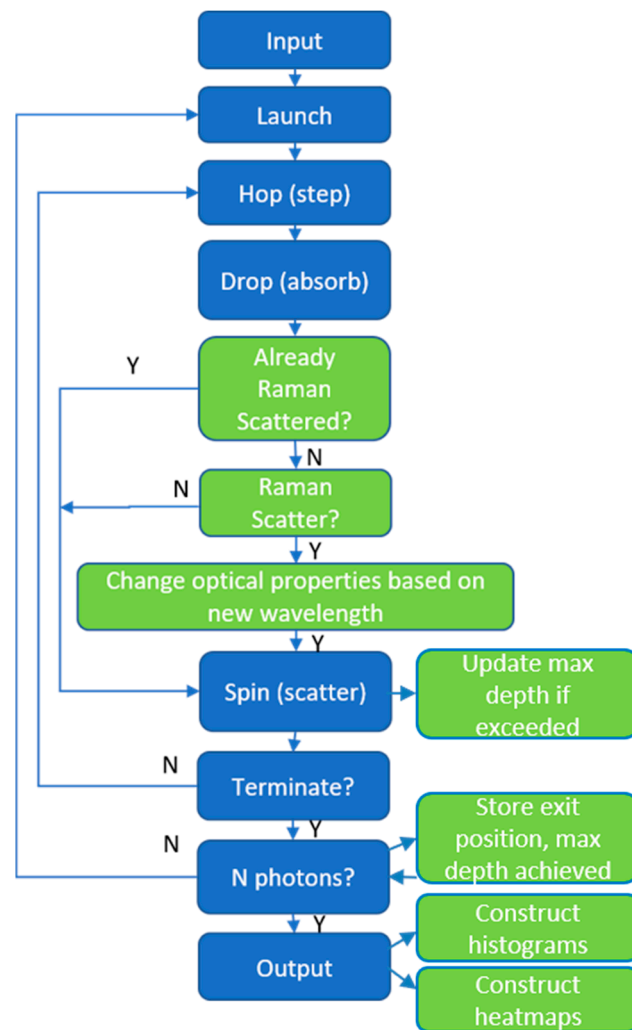 Input
Launch
Hop (step)
Drop (absorb)
Y
Already
Raman
Scattered?
N
N
Raman
Scatter?
Y
Change optical properties based on
new wavelength
Y
Spin (scatter)
Update max
depth if
exceeded
N
Terminate?
Y
Store exit
position, max
depth achieved
N
N photons?
Y
Construct
histograms
Output
Construct
heatmaps